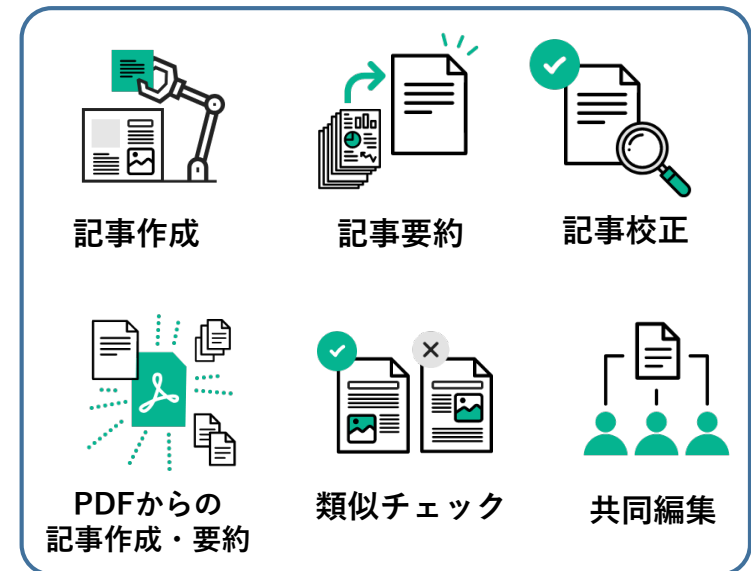 記事作成
記事要約
記事校正
PDFからの
記事作成・要約
類似チェック
共同編集